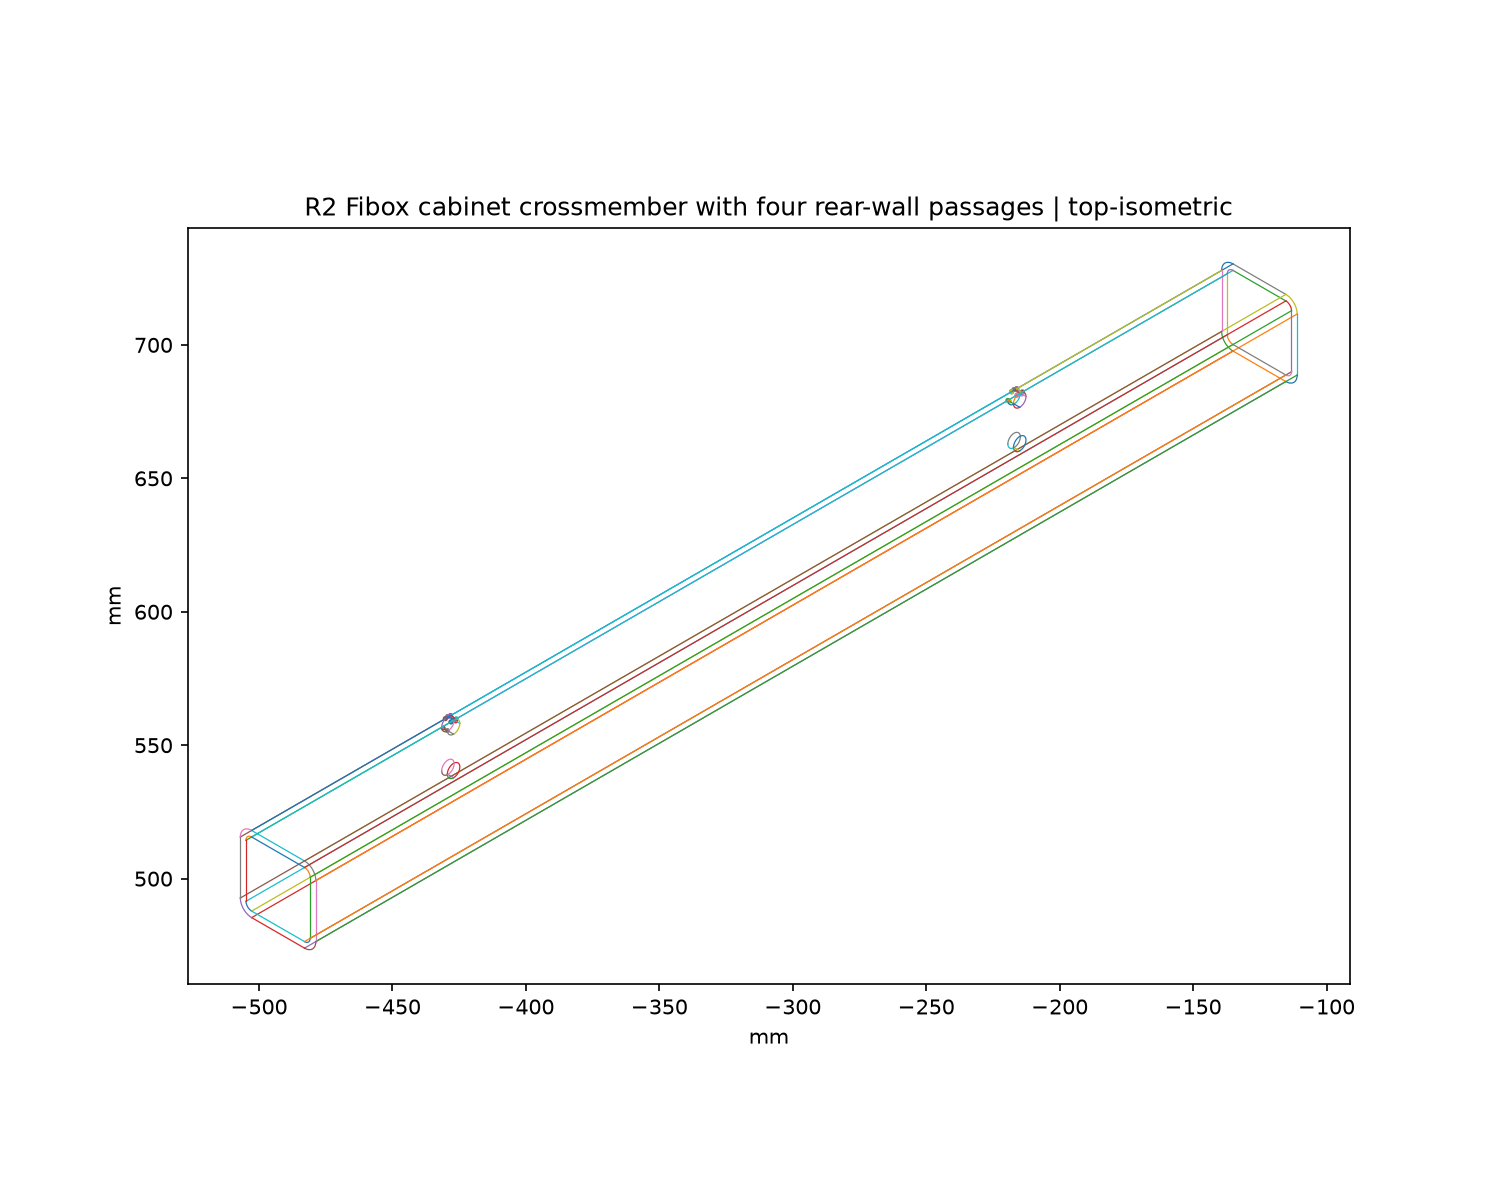 R2 Fibox cabinet crossmember with four rear-wall passages | top-isometric
700
650
600
550
500
mm
−500 −450 −400 −350 −300 −250 −200 −150 −100
mm